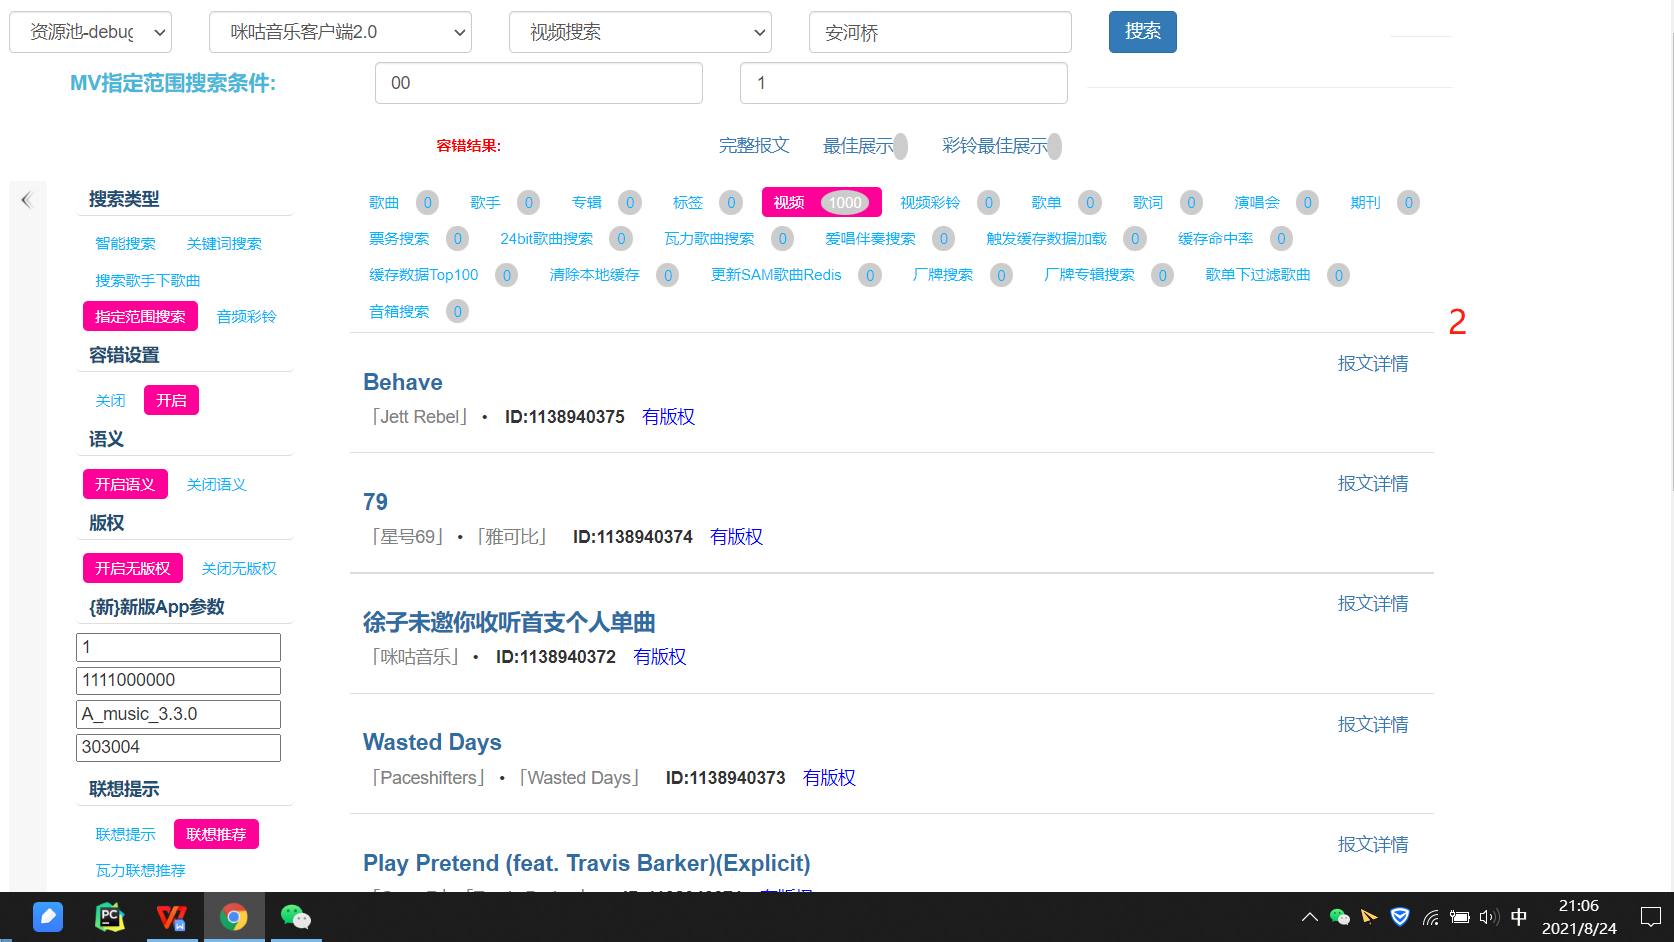 资源池-debug 咪咕音乐客户端2.0 视频搜索 安河桥 搜索
MV指定范围搜索条件: 00 1
容错结果: 完整报文 最佳展示 彩铃最佳展示
搜索类型
智能搜索 关键词搜索
搜索歌手下歌曲
指定范围搜索 音频彩铃
容错设置
关闭 开启
语义
开启语义 关闭语义
版权
开启无版权 关闭无版权
{新}新版App参数
1
1111000000
A_music_3.3.0
303004
联想提示
联想提示 联想推荐
瓦力联想推荐
歌曲 0 歌手 0 专辑 0 标签 0 视频 1000 视频彩铃 0 歌单 0 歌词 0 演唱会 0 期刊 0
票务搜索 0 24bit歌曲搜索 0 瓦力歌曲搜索 0 爱唱伴奏搜索 0 触发缓存数据加载 0 缓存命中率 0
缓存数据Top100 0 清除本地缓存 0 更新SAM歌曲Redis 0 厂牌搜索 0 厂牌专辑搜索 0 歌单下过滤歌曲 0
音箱搜索 0
2
报文详情
Behave
「Jett Rebel」 • ID:1138940375 有版权
报文详情
79
「星号69」 • 「雅可比」 ID:1138940374 有版权
报文详情
徐子未邀你收听首支个人单曲
「咪咕音乐」 • ID:1138940372 有版权
报文详情
Wasted Days
「Paceshifters」 • 「Wasted Days」 ID:1138940373 有版权
报文详情
Play Pretend (feat. Travis Barker)(Explicit)
中 21:06
2021/8/24